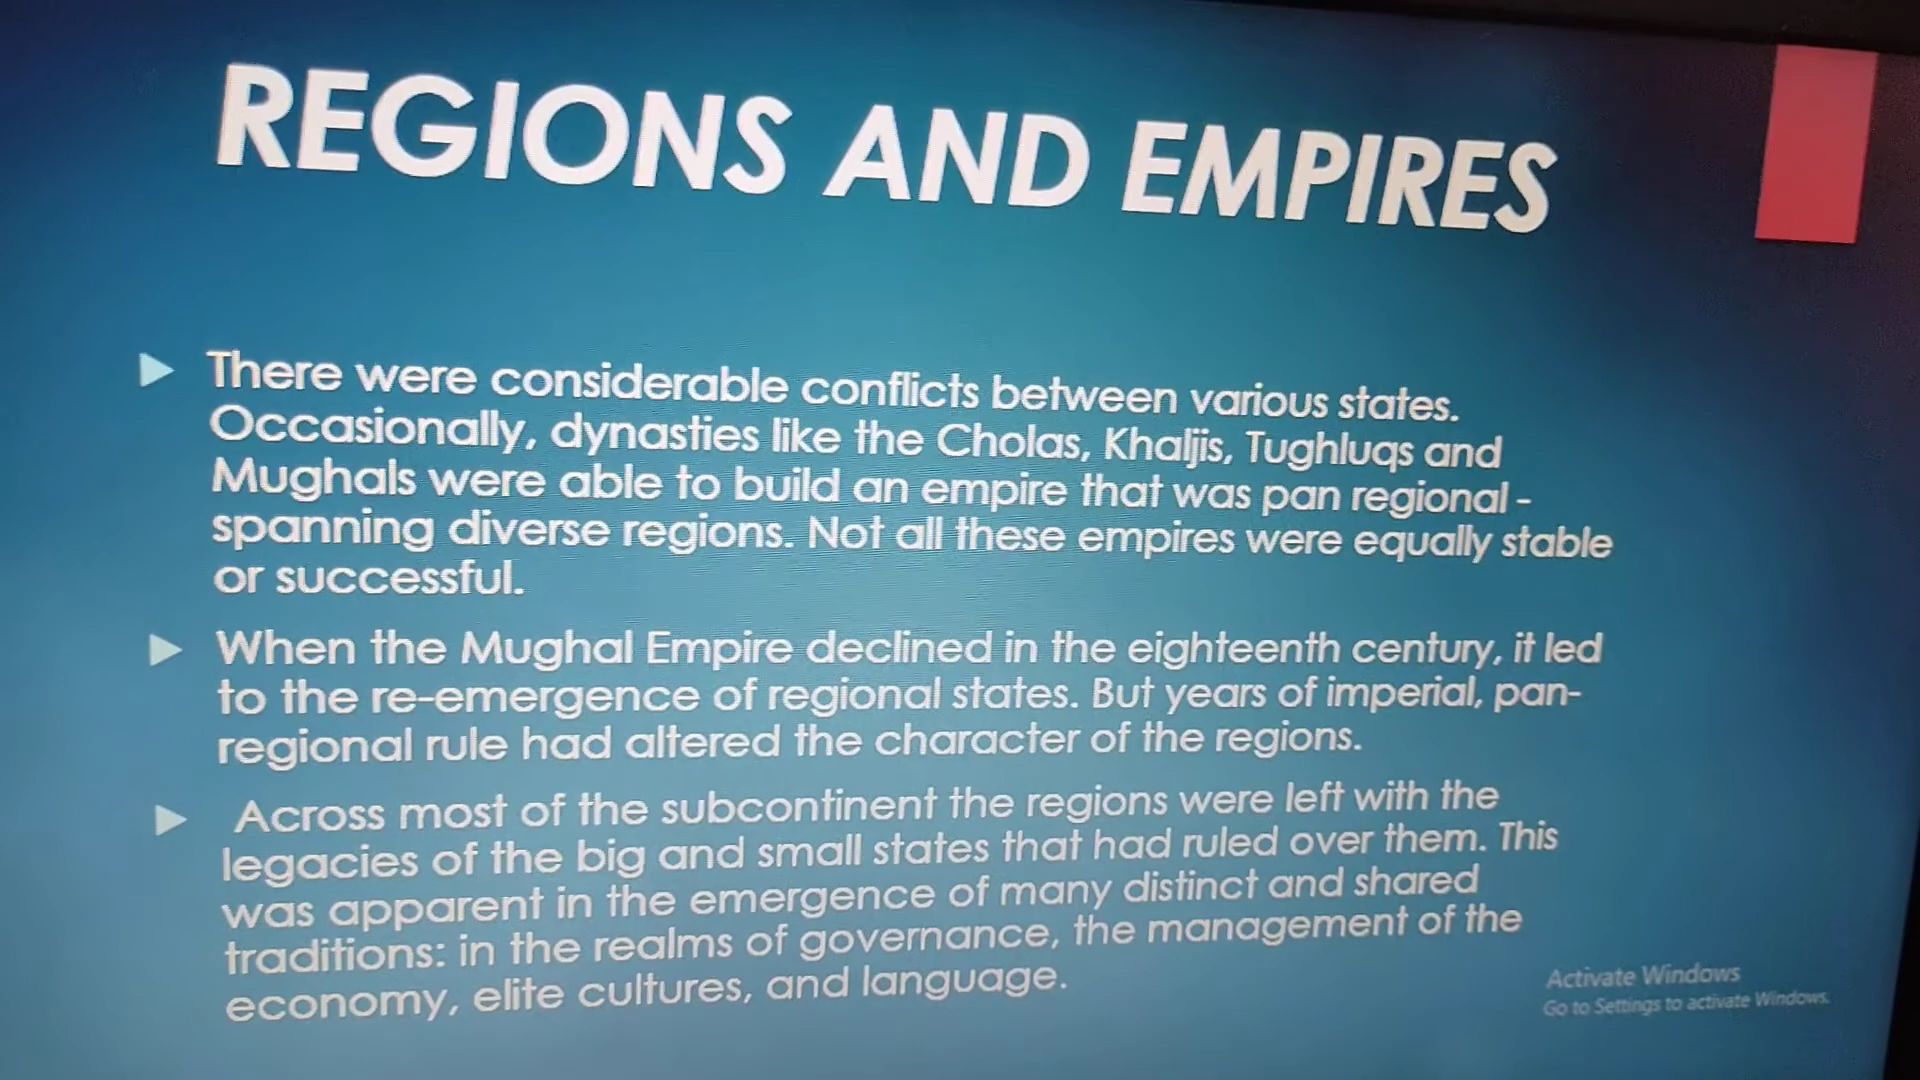 REGIONS AND EMPIRES
There were considerable conflicts between various states.
Occasionally, dynasties like the Cholas, Khaljis, Tughluqs and
Mughals were able to build an empire that was pan regional -
spanning diverse regions. Not all these empires were equally stable
or successful.
When the Mughal Empire declined in the eighteenth century, it led
to the re-emergence of regional states. But years of imperial, pan-
regional rule had altered the character of the regions.
Across most of the subcontinent the regions were left with the
legacies of the big and small states that had ruled over them. This
was apparent in the emergence of many distinct and shared
traditions: in the realms of governance, the management of the
economy, elite cultures, and language.
Activate Windows
Go to Settings to activate Windows.